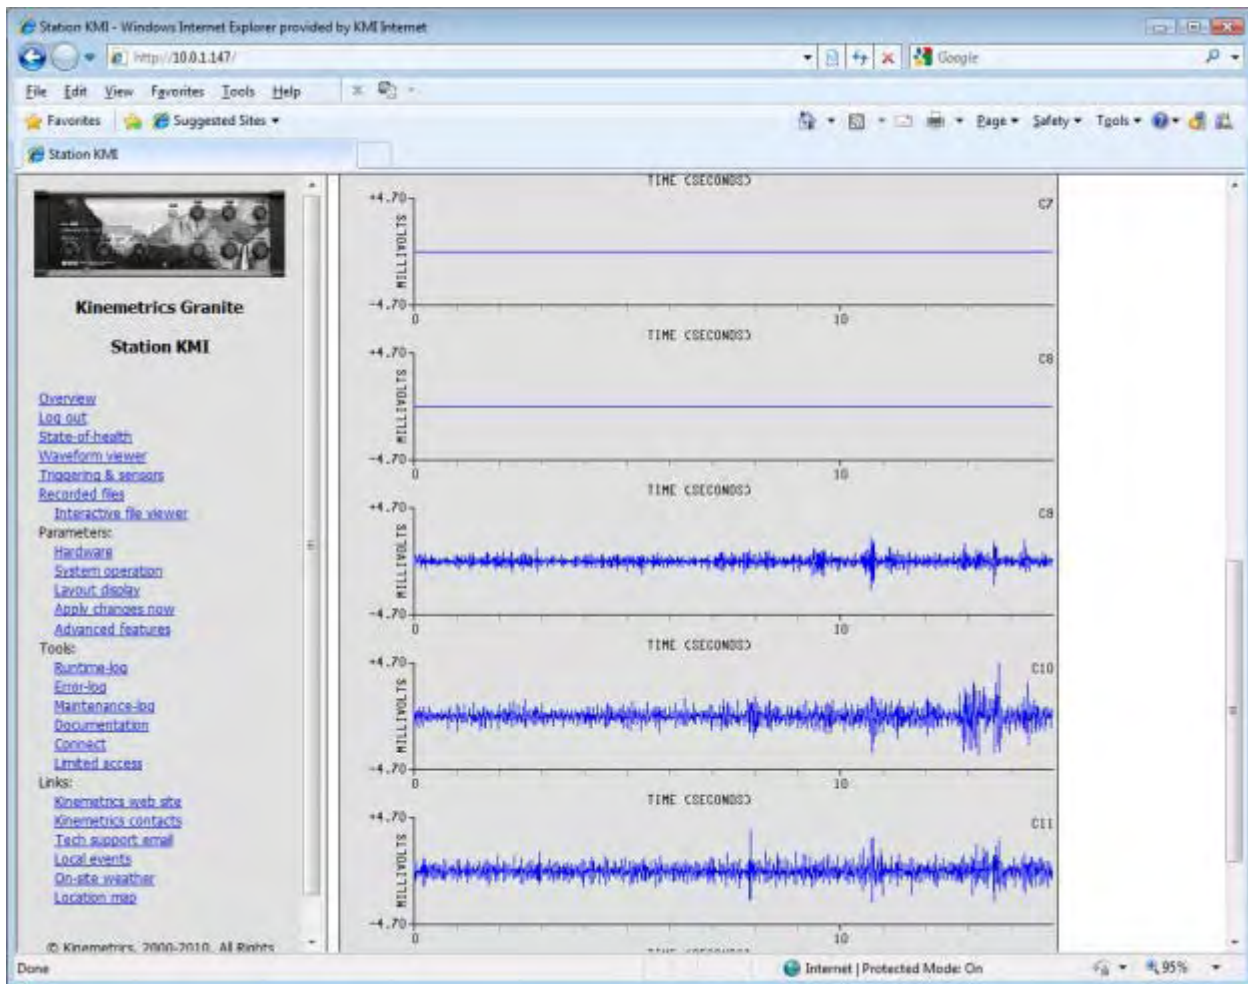 Station KMI - Windows Internet Explorer provided by KMI Internet
http://10.0.1.147/
Google
File Edit View Favorites Tools Help
Favorites Suggested Sites
Page Safety Tools
Station KMI
Kinemetrics Granite
Station KMI
Overview
Log out
State-of-health
Waveform viewer
Triggering & sensors
Recorded files
Interactive file viewer
Parameters:
Hardware
System operation
Layout display
Apply changes now
Advanced features
Tools:
Runtime-log
Error-log
Maintenance-log
Documentation
Connect
Limited access
Links:
Kinemetrics web site
Kinemetrics contacts
Tech support email
Local events
On-site weather
Location map
© Kinemetrics, 2000-2010. All Rights
TIME (SECONDS)
+4.70
C7
MILLIVOLTS
-4.70
0 10
TIME (SECONDS)
+4.70
C8
MILLIVOLTS
-4.70
0 10
TIME (SECONDS)
+4.70
C9
MILLIVOLTS
-4.70
0 10
TIME (SECONDS)
+4.70
C10
MILLIVOLTS
-4.70
0 10
TIME (SECONDS)
+4.70
C11
MILLIVOLTS
-4.70
0 10
TIME (SECONDS)
Done
Internet | Protected Mode: On
95%